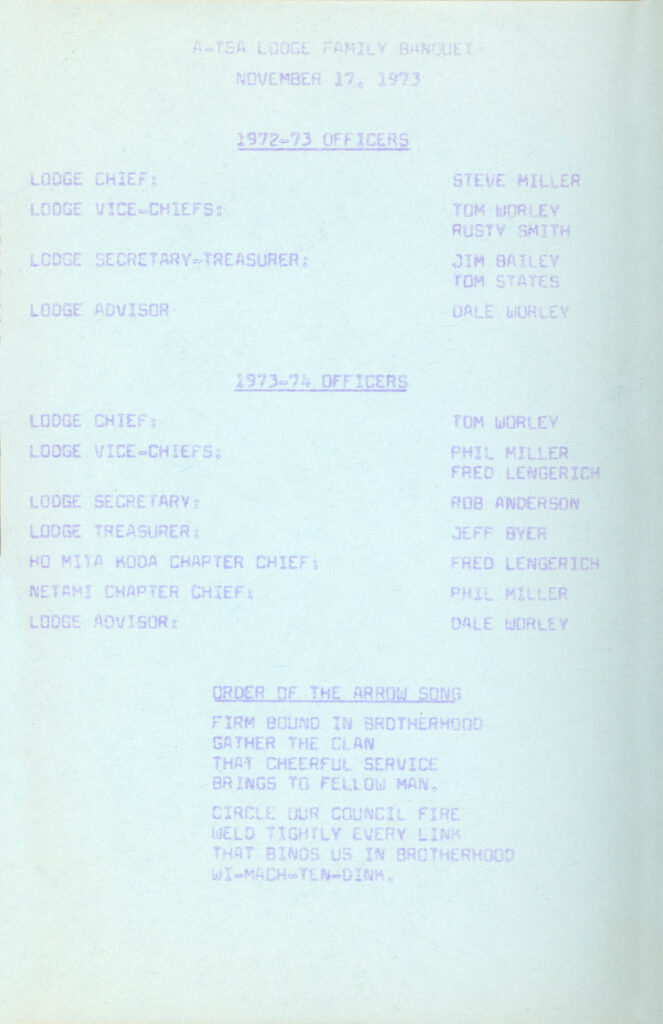 A-TSA LODGE FAMILY BANQUET
NOVEMBER 17, 1973
1972-73 OFFICERS
LODGE CHIEF: STEVE MILLER
LODGE VICE-CHIEFS: TOM WORLEY
RUSTY SMITH
LODGE SECRETARY-TREASURER: JIM BAILEY
TOM STATES
LODGE ADVISOR DALE WORLEY
1973-74 OFFICERS
LODGE CHIEF: TOM WORLEY
LODGE VICE-CHIEFS: PHIL MILLER
FRED LENGERICH
LODGE SECRETARY: ROB ANDERSON
LODGE TREASURER: JEFF BYER
HO MITA KODA CHAPTER CHIEF: FRED LENGERICH
NETAMI CHAPTER CHIEF: PHIL MILLER
LODGE ADVISOR: DALE WORLEY
ORDER OF THE ARROW SONG
FIRM BOUND IN BROTHERHOOD
GATHER THE CLAN
THAT CHEERFUL SERVICE
BRINGS TO FELLOW MAN.
CIRCLE OUR COUNCIL FIRE
WELD TIGHTLY EVERY LINK
THAT BINDS US IN BROTHERHOOD
WI-MACH-TEN-DINK.